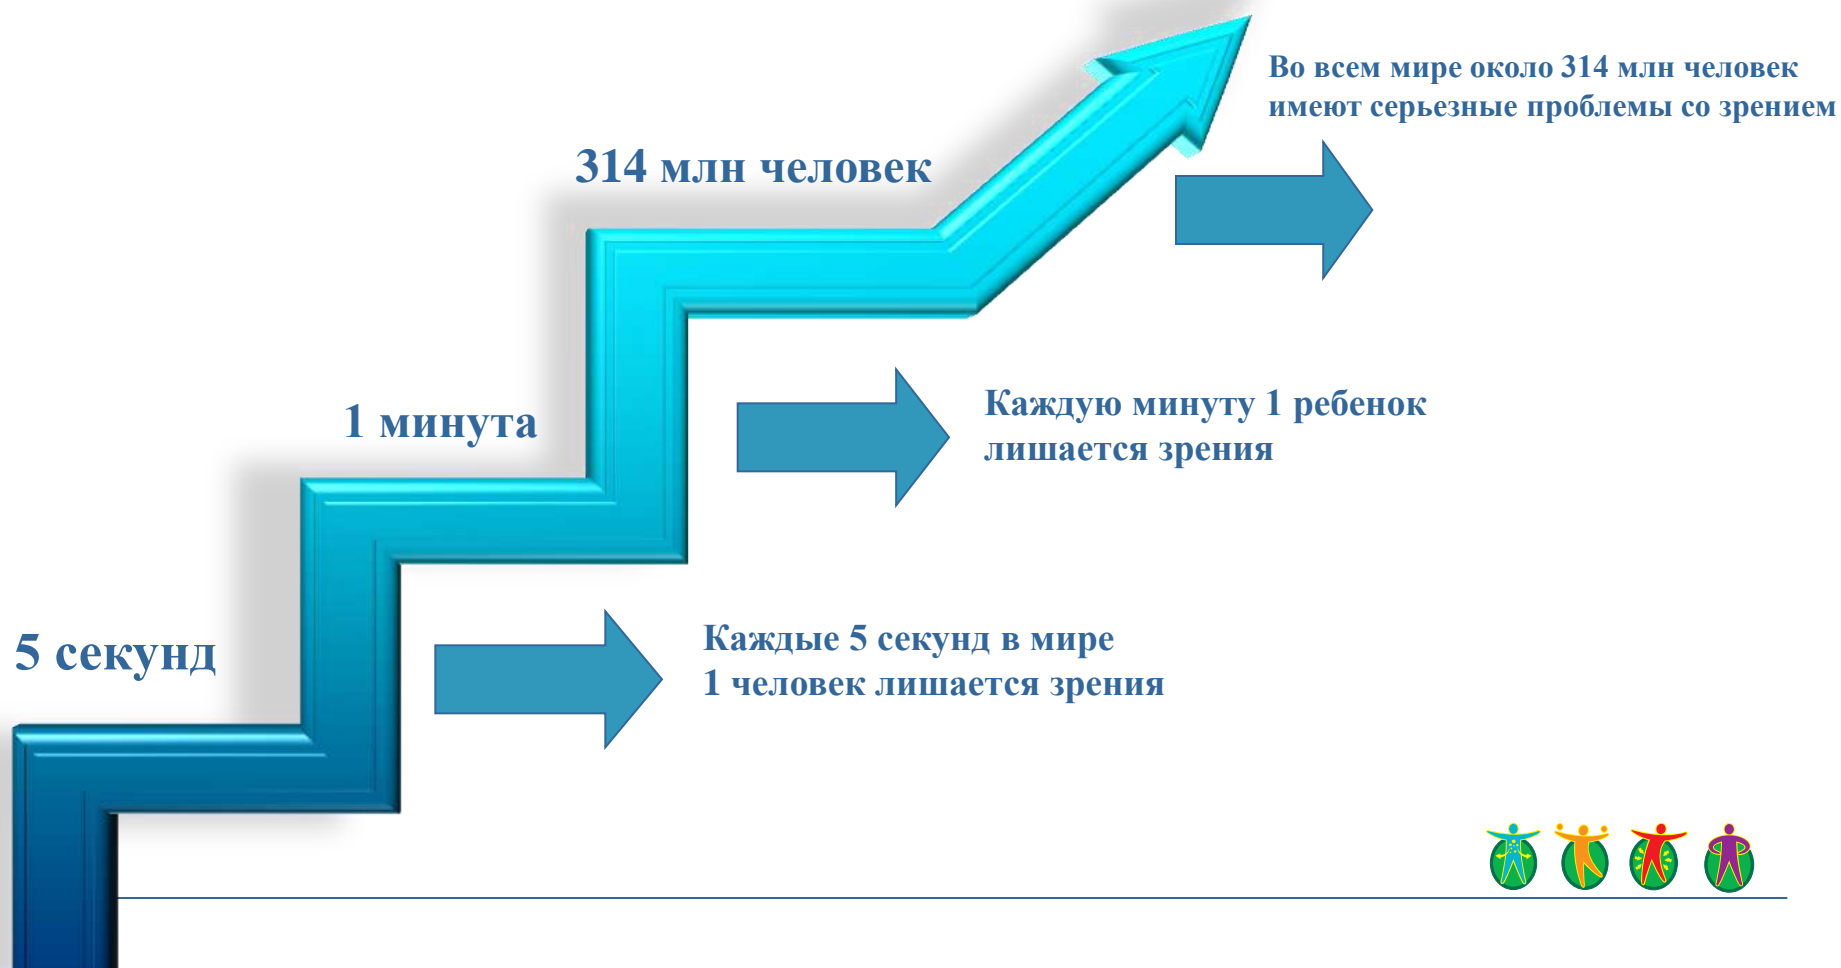 Во всем мире около 314 млн человек
имеют серьезные проблемы со зрением
314 млн человек
Каждую минуту 1 ребенок
лишается зрения
1 минута
Каждые 5 секунд в мире
1 человек лишается зрения
5 секунд